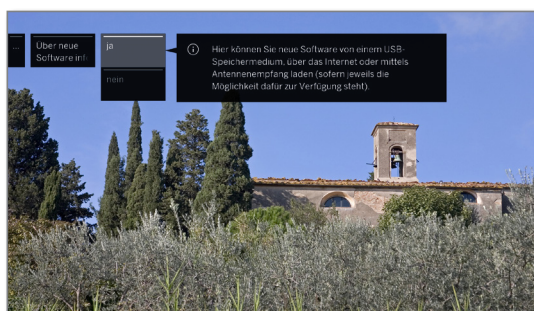 ...
Über neue
Software inf
ja
nein
Hier können Sie neue Software von einem USB-
Speichermedium, über das Internet oder mittels
Antennenempfang laden (sofern jeweils die
Möglichkeit dafür zur Verfügung steht).